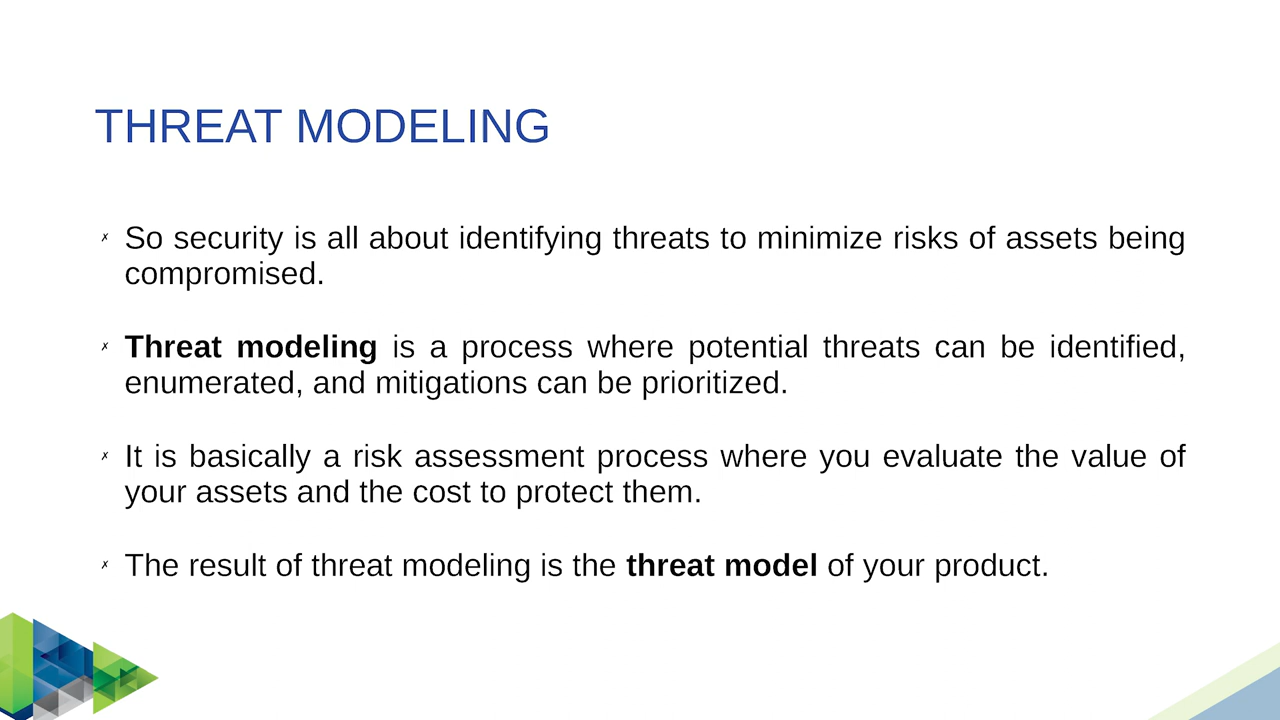 THREAT MODELING
✗ So security is all about identifying threats to minimize risks of assets being
compromised.
✗ Threat modeling is a process where potential threats can be identified,
enumerated, and mitigations can be prioritized.
✗ It is basically a risk assessment process where you evaluate the value of
your assets and the cost to protect them.
✗ The result of threat modeling is the threat model of your product.